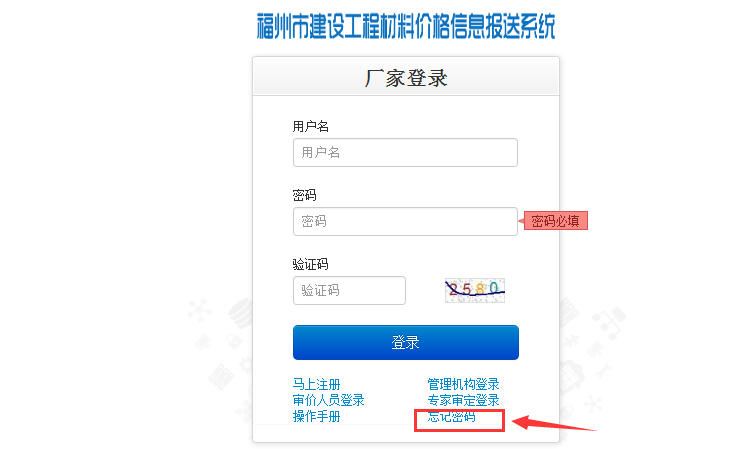 福州市建设工程材料价格信息报送系统
厂家登录
用户名
用户名
密码
密码
密码必填
验证码
验证码
2580
登录
马上注册 管理机构登录
审价人员登录 专家审定登录
操作手册 忘记密码